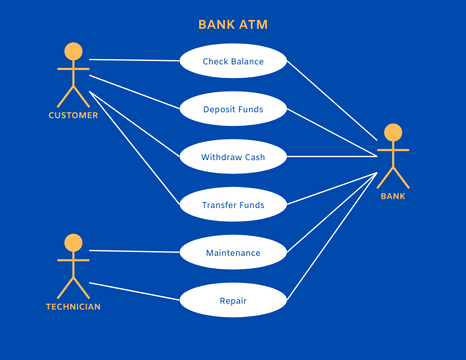 BANK ATM
Check Balance
Deposit Funds
CUSTOMER
Withdraw Cash
BANK
Transfer Funds
Maintenance
Repair
TECHNICIAN